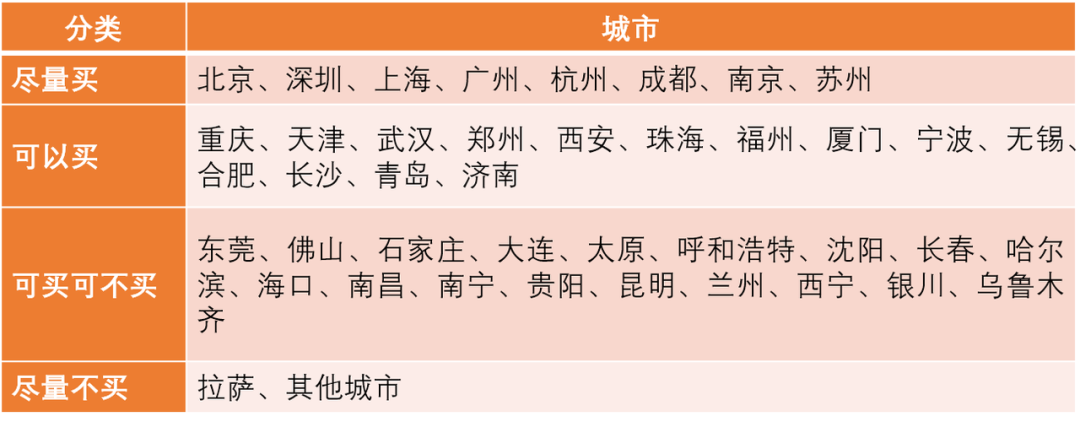 分类 城市
尽量买 北京、深圳、上海、广州、杭州、成都、南京、苏州
可以买 重庆、天津、武汉、郑州、西安、珠海、福州、厦门、宁波、无锡、
合肥、长沙、青岛、济南
可买可不买 东莞、佛山、石家庄、大连、太原、呼和浩特、沈阳、长春、哈尔
滨、海口、南昌、南宁、贵阳、昆明、兰州、西宁、银川、乌鲁木
齐
尽量不买 拉萨、其他城市